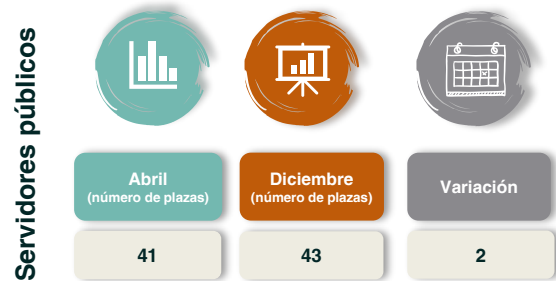 Servidores públicos
Abril
(número de plazas)
Diciembre
(número de plazas)
Variación
41
43
2